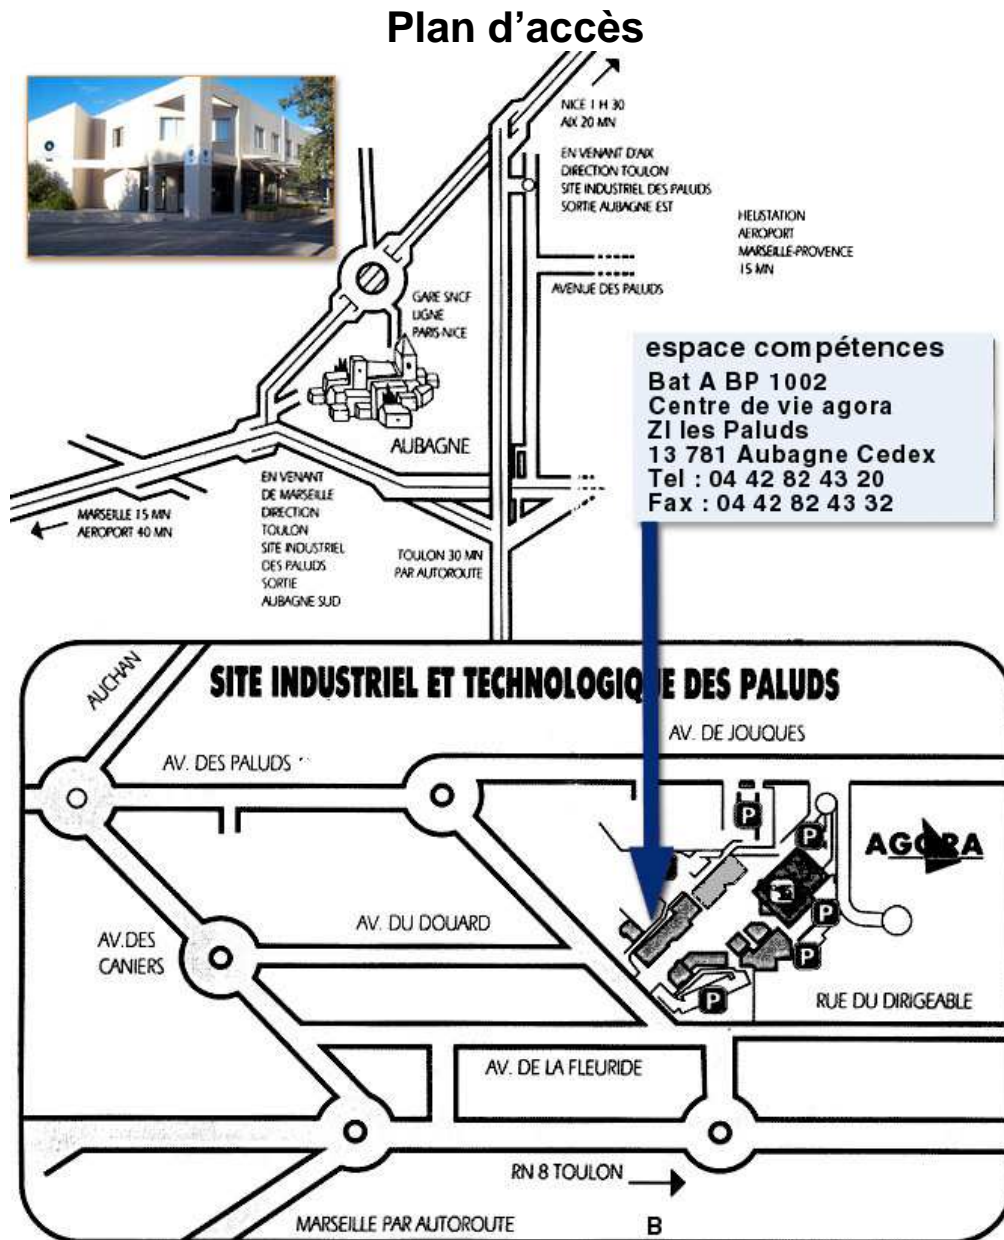 Plan d'accès
NICE 1 H 30
AIX 20 MN
EN VENANT D'AIX
DIRECTION TOULON
SITE INDUSTRIEL DES PALUDS
SORTIE AUBAGNE EST
HELISTATION
AEROPORT
MARSEILLE-PROVENCE
15 MN
AVENUE DES PALUDS
GARE SNCF
LIGNE
PARIS-NICE
espace compétences
Bat A BP 1002
Centre de vie agora
ZI les Paluds
13 781 Aubagne Cedex
Tel : 04 42 82 43 20
Fax : 04 42 82 43 32
AUBAGNE
EN VENANT
DE MARSEILLE
DIRECTION
TOULON
SITE INDUSTRIEL
DES PALUDS
SORTIE
AUBAGNE SUD
MARSEILLE 15 MN
AEROPORT 40 MN
TOULON 30 MN
PAR AUTOROUTE
AUCHAN
SITE INDUSTRIEL ET TECHNOLOGIQUE DES PALUDS
AV. DE JOUQUES
AV. DES PALUDS
P
P
AGORA
P
P
P
AV. DU DOUARD
AV.DES
CANIERS
RUE DU DIRIGEABLE
AV. DE LA FLEURIDE
RN 8 TOULON
MARSEILLE PAR AUTOROUTE
B